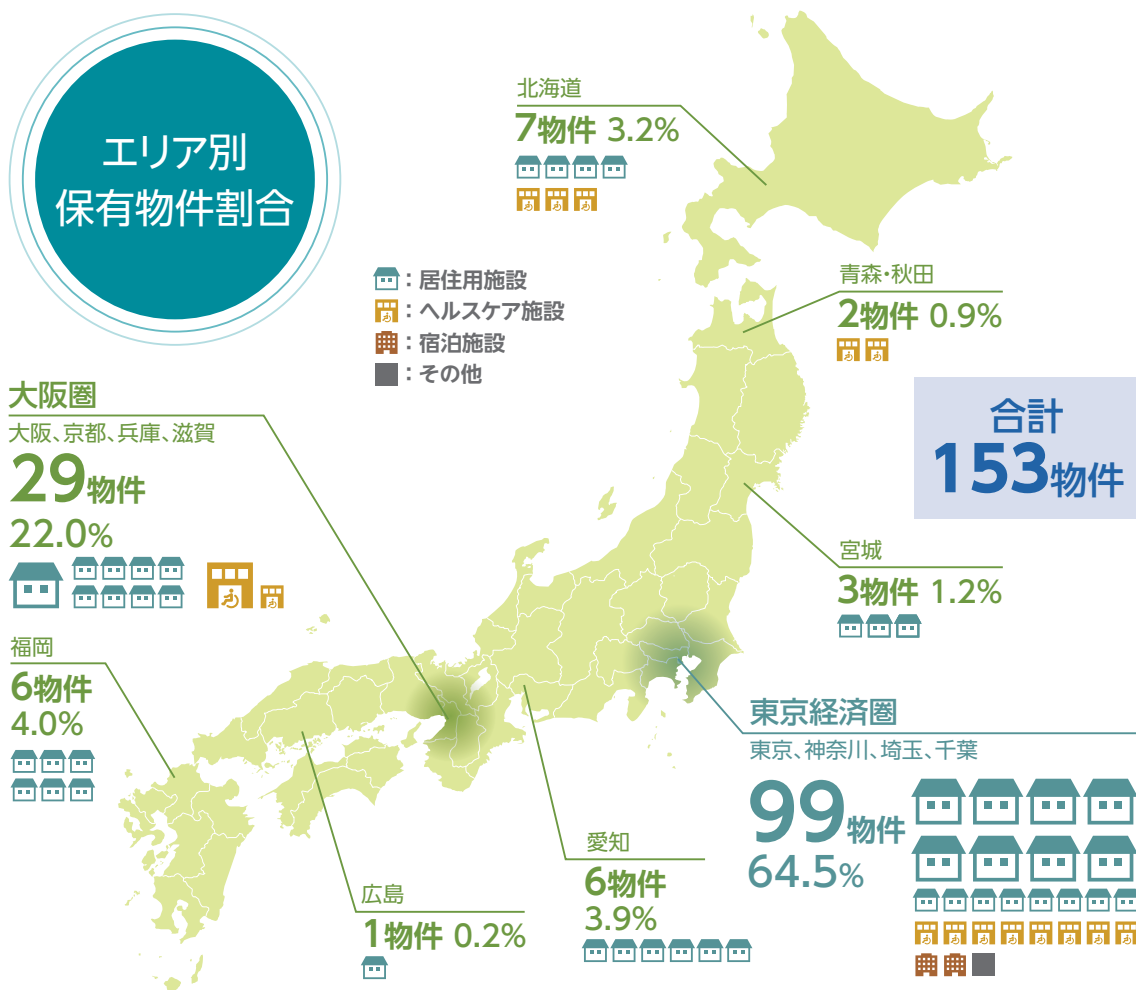 エリア別
保有物件割合
北海道
7物件 3.2%
：居住用施設
：ヘルスケア施設
：宿泊施設
：その他
青森・秋田
2物件 0.9%
合計
153物件
大阪圏
大阪、京都、兵庫、滋賀
29物件
22.0%
宮城
3物件 1.2%
福岡
6物件
4.0%
東京経済圏
東京、神奈川、埼玉、千葉
99物件
64.5%
愛知
6物件
3.9%
広島
1物件 0.2%